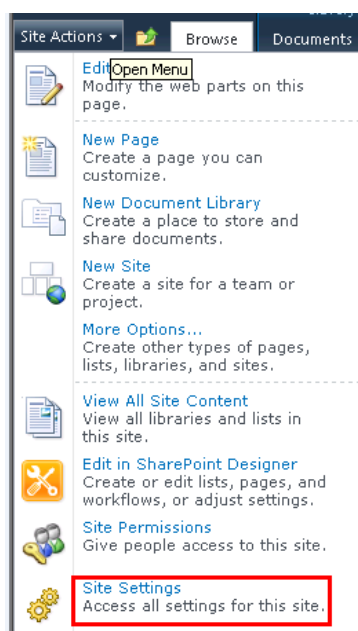 Site Actions Browse Documents
Edit
Open Menu
Modify the web parts on this
page.
New Page
Create a page you can
customize.
New Document Library
Create a place to store and
share documents.
New Site
Create a site for a team or
project.
More Options...
Create other types of pages,
lists, libraries, and sites.
View All Site Content
View all libraries and lists in
this site.
Edit in SharePoint Designer
Create or edit lists, pages, and
workflows, or adjust settings.
Site Permissions
Give people access to this site.
Site Settings
Access all settings for this site.